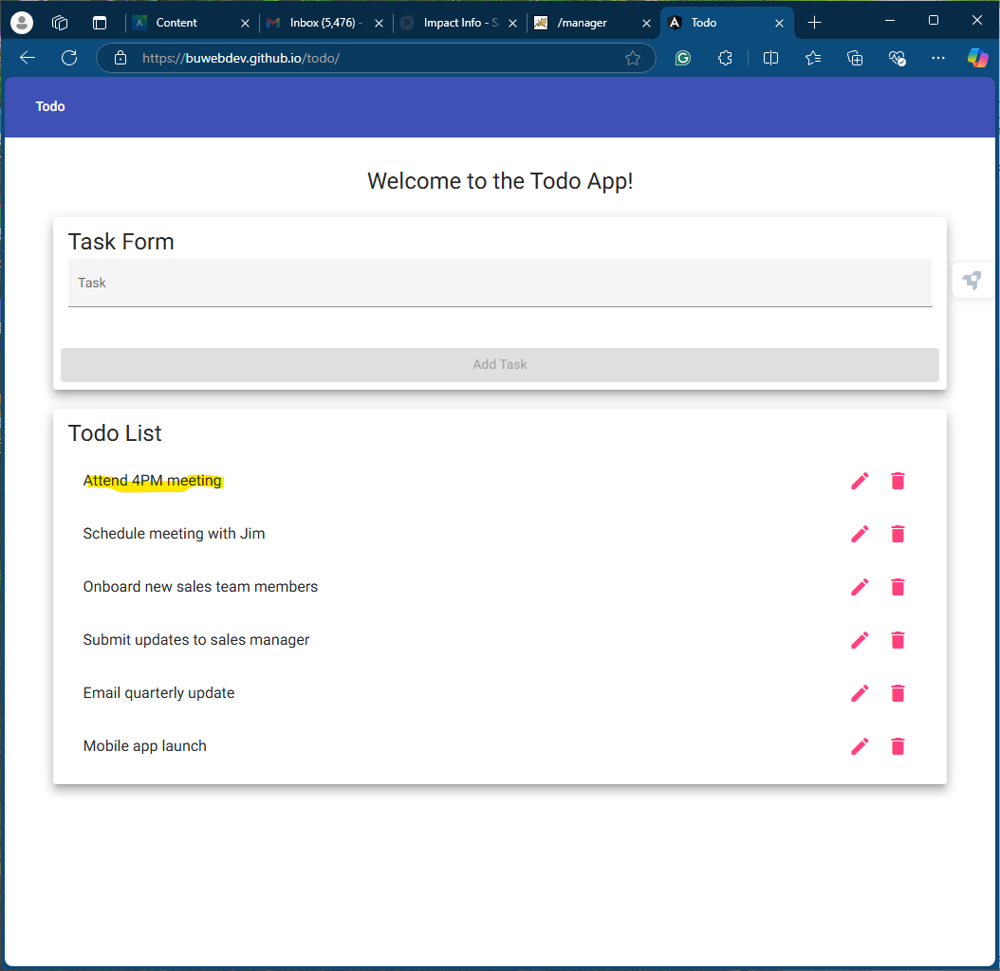 Content
Inbox (5,476) -
Impact Info - S
/manager
Todo
https://buwebdev.github.io/todo/
Todo
Welcome to the Todo App!
Task Form
Task
Add Task
Todo List
Attend 4PM meeting
Schedule meeting with Jim
Onboard new sales team members
Submit updates to sales manager
Email quarterly update
Mobile app launch